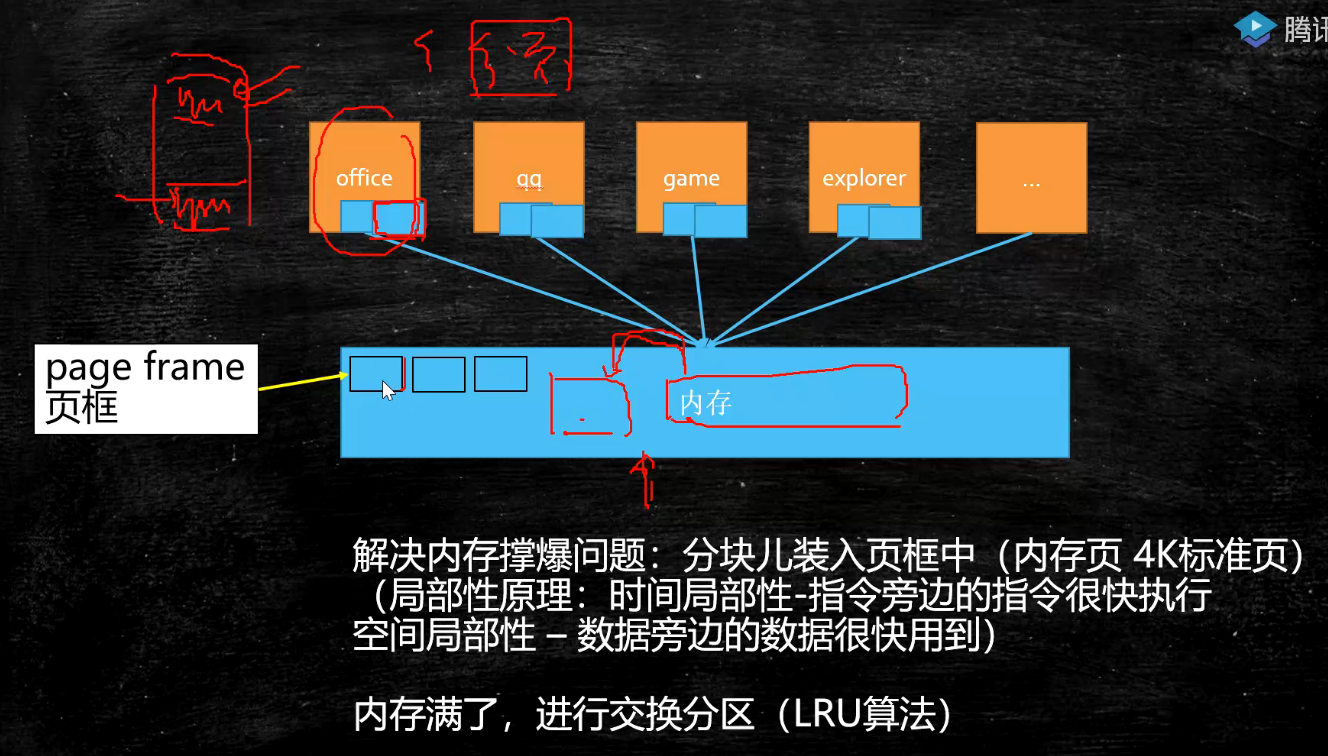 腾讯
office
qq
game
explorer
...
page frame
页框
内存
解决内存撑爆问题：分块儿装入页框中（内存页 4K标准页）
（局部性原理：时间局部性-指令旁边的指令很快执行
空间局部性 – 数据旁边的数据很快用到）
内存满了，进行交换分区（LRU算法）